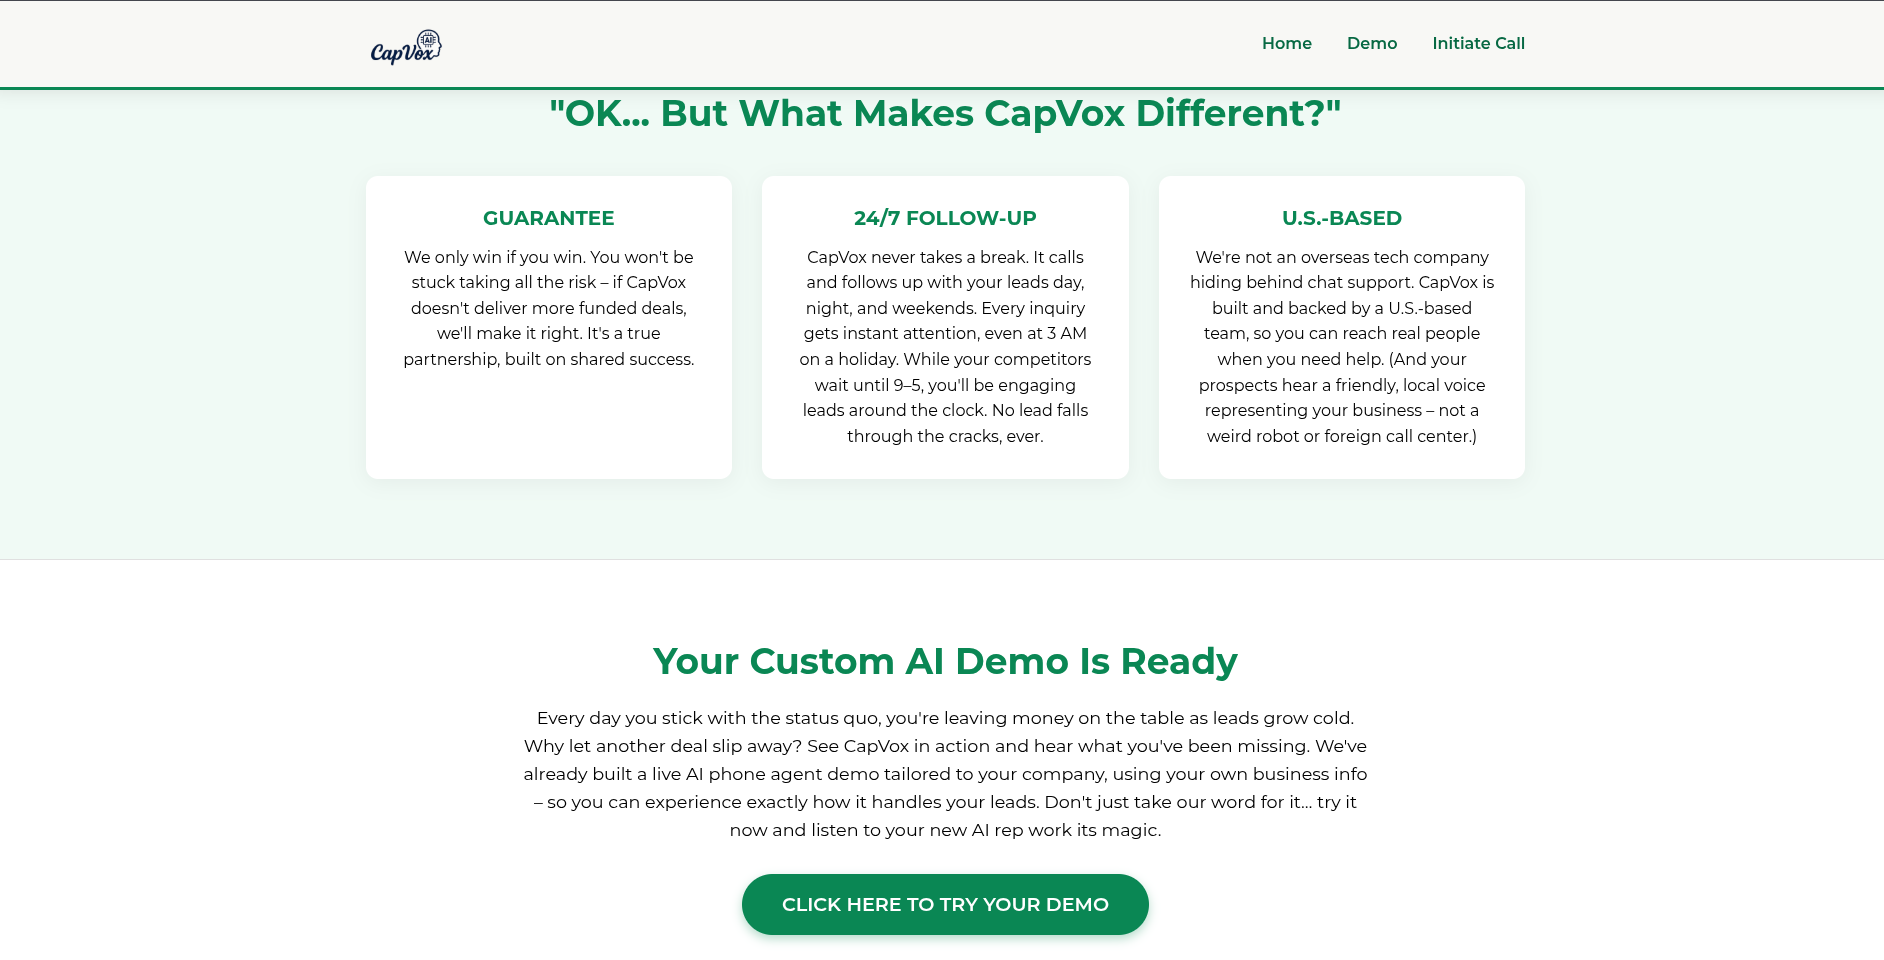 CapVox
AI
Home
Demo
Initiate Call
"OK... But What Makes CapVox Different?"
GUARANTEE
We only win if you win. You won't be
stuck taking all the risk – if CapVox
doesn't deliver more funded deals,
we'll make it right. It's a true
partnership, built on shared success.
24/7 FOLLOW-UP
CapVox never takes a break. It calls
and follows up with your leads day,
night, and weekends. Every inquiry
gets instant attention, even at 3 AM
on a holiday. While your competitors
wait until 9–5, you'll be engaging
leads around the clock. No lead falls
through the cracks, ever.
U.S.-BASED
We're not an overseas tech company
hiding behind chat support. CapVox is
built and backed by a U.S.-based
team, so you can reach real people
when you need help. (And your
prospects hear a friendly, local voice
representing your business – not a
weird robot or foreign call center.)
Your Custom AI Demo Is Ready
Every day you stick with the status quo, you're leaving money on the table as leads grow cold.
Why let another deal slip away? See CapVox in action and hear what you've been missing. We've
already built a live AI phone agent demo tailored to your company, using your own business info
– so you can experience exactly how it handles your leads. Don't just take our word for it... try it
now and listen to your new AI rep work its magic.
CLICK HERE TO TRY YOUR DEMO